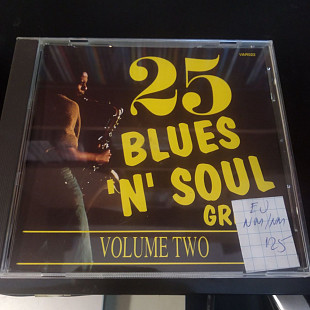 25
BLUES
'N' SOUL
GR
VOLUME TWO
EU
NM/NM
125